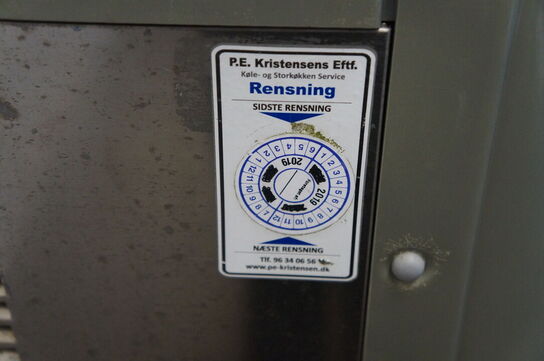 P.E. Kristensens Eftf.
Køle- og Storkøkken Service
Rensning
SIDSTE RENSNING
2019
2019
NÆSTE RENSNING
Tlf. 96 34 06 56
www.pe-kristensen.dk